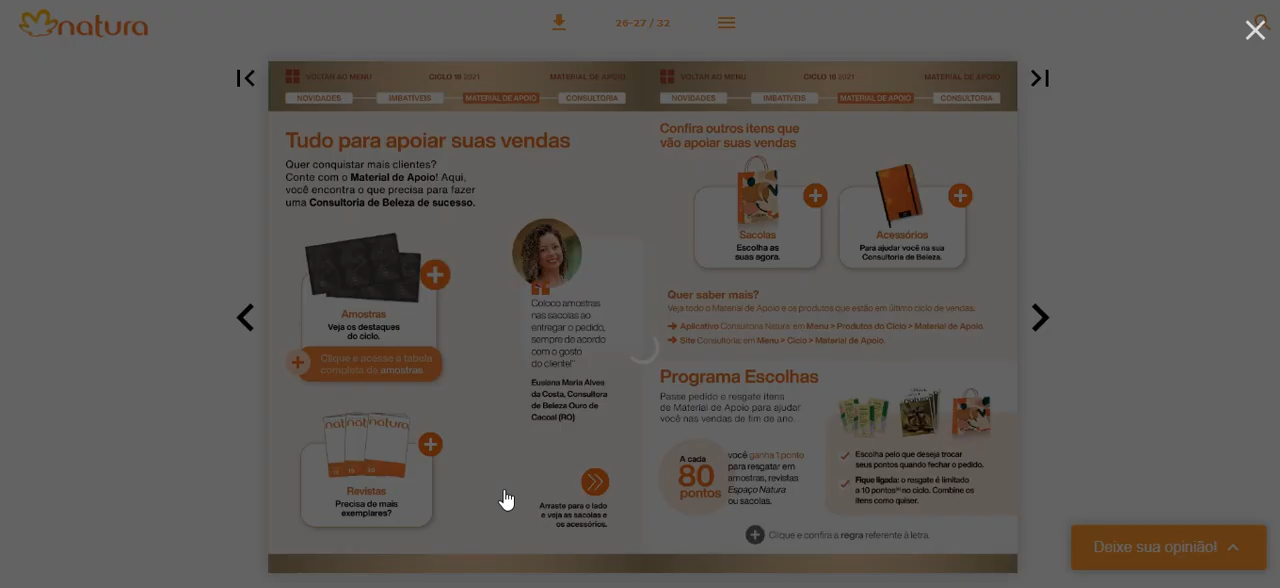 natura
26-27 / 32
VOLTAR AO MENU
CICLO 18 2021
MATERIAL DE APOIO
NOVIDADES
IMBATÍVEIS
MATERIAL DE APOIO
CONSULTORIA
Tudo para apoiar suas vendas
Quer conquistar mais clientes?
Conte com o Material de Apoio! Aqui,
você encontra o que precisa para fazer
uma Consultoria de Beleza de sucesso.
Amostras
Veja os destaques
do ciclo.
Clique e acesse a tabela
completa de amostras
natura
Revistas
Precisa de mais
exemplares?
Coloco amostras
nas sacolas ao
entregar o pedido,
sempre de acordo
com o gosto
do cliente!"
Eusiana Maria Alves
da Costa, Consultora
de Beleza Ouro de
Cacoal (RO)
Arraste para o lado
e veja as sacolas e
os acessórios.
VOLTAR AO MENU
CICLO 18 2021
MATERIAL DE APOIO
NOVIDADES
IMBATÍVEIS
MATERIAL DE APOIO
CONSULTORIA
Confira outros itens que
vão apoiar suas vendas
Sacolas
Escolha as
suas agora.
Acessórios
Para ajudar você na sua
Consultoria de Beleza.
Quer saber mais?
Veja todo o Material de Apoio e os produtos que estão em último ciclo de vendas.
Aplicativo Consultoria Natura: em Menu > Produtos do Ciclo > Material de Apoio.
Site Consultoria: em Menu > Ciclo > Material de Apoio.
Programa Escolhas
Passe pedido e resgate itens
de Material de Apoio para ajudar
você nas vendas de fim de ano.
A cada
80
pontos
você ganha 1 ponto
para resgatar em
amostras, revistas
Espaço Natura
ou sacolas.
Escolha pelo que deseja trocar
seus pontos quando fechar o pedido.
Fique ligada: o resgate é limitado
a 10 pontos no ciclo. Combine os
itens como quiser.
Clique e confira a regra referente à letra.
Deixe sua opinião!